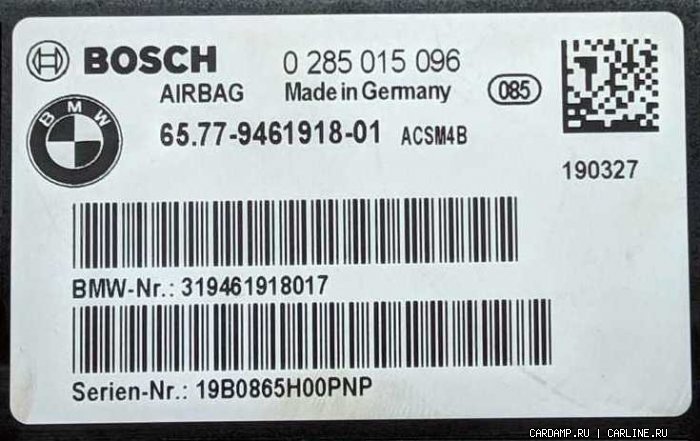 BOSCH 0 285 015 096
AIRBAG Made in Germany 085
BMW
65.77-9461918-01 ACSM4B
190327
BMW-Nr.: 319461918017
Serien-Nr.: 19B0865H00PNP
CARDAMP.RU | CARLINE.RU